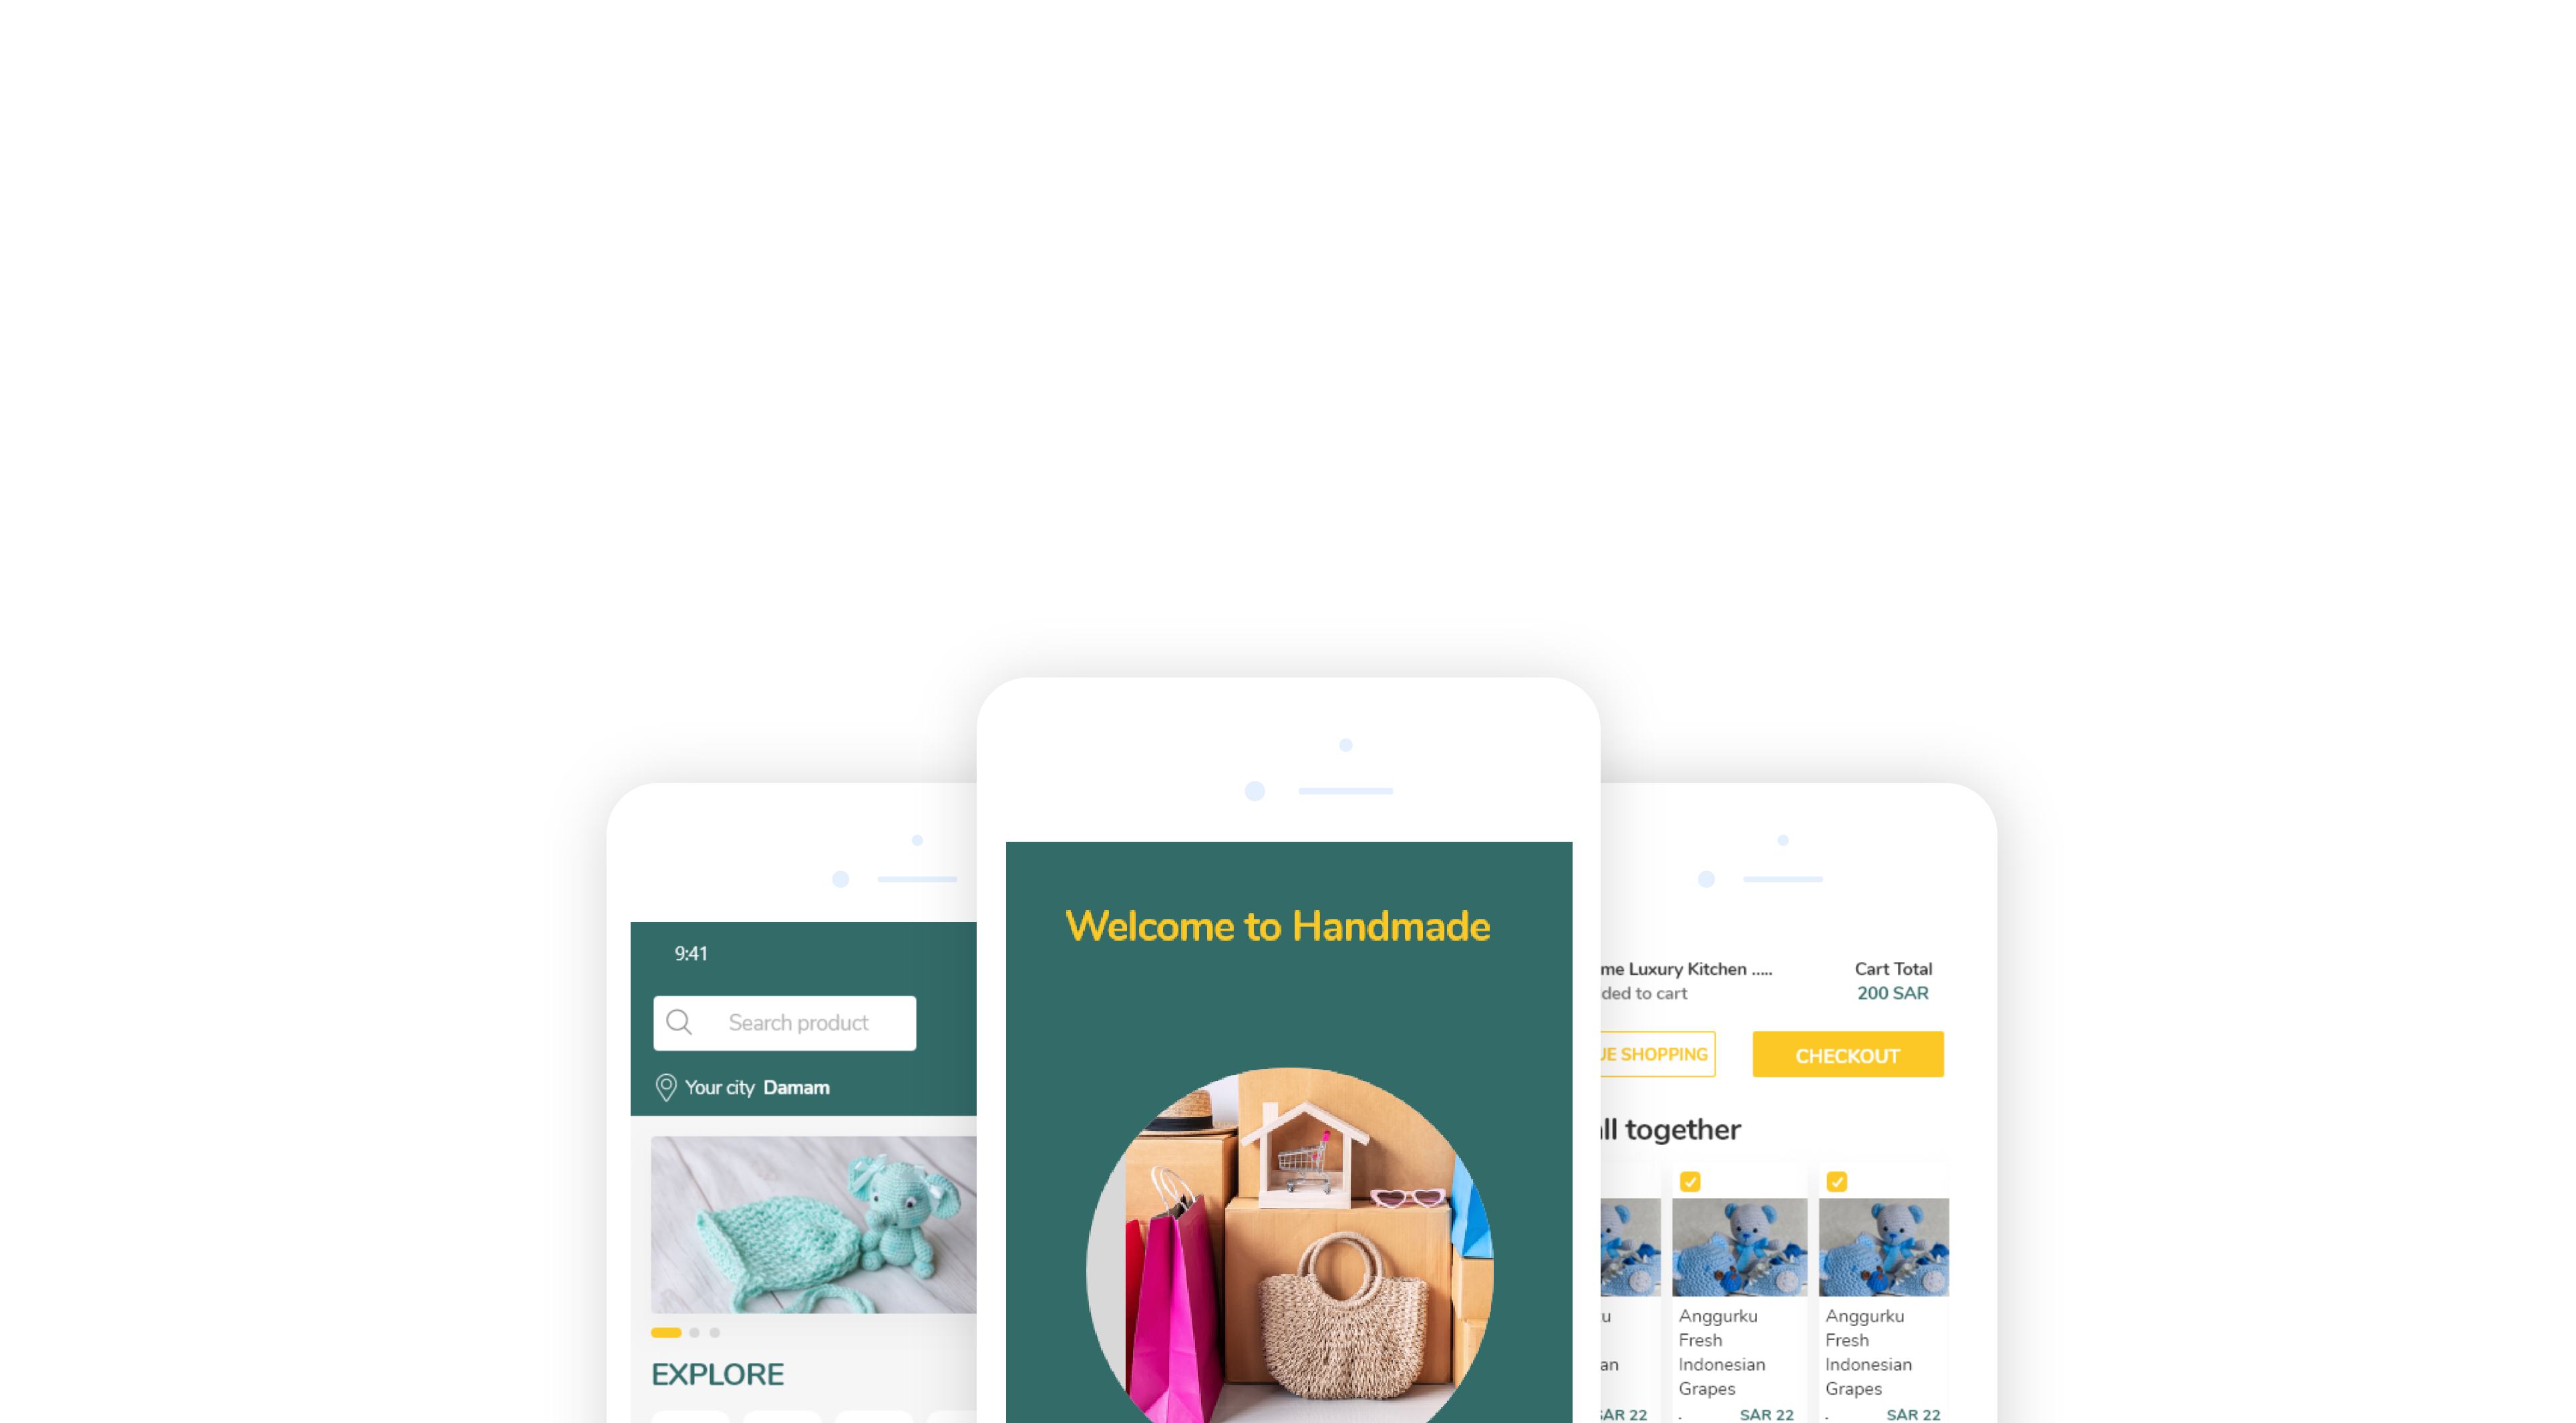 9:41
Search product
Your city Damam
EXPLORE
Welcome to Handmade
me Luxury Kitchen .....
ded to cart
Cart Total
200 SAR
UE SHOPPING
CHECKOUT
ll together
u
an
SAR 22
Anggurku
Fresh
Indonesian
Grapes
SAR 22
Anggurku
Fresh
Indonesian
Grapes
SAR 22